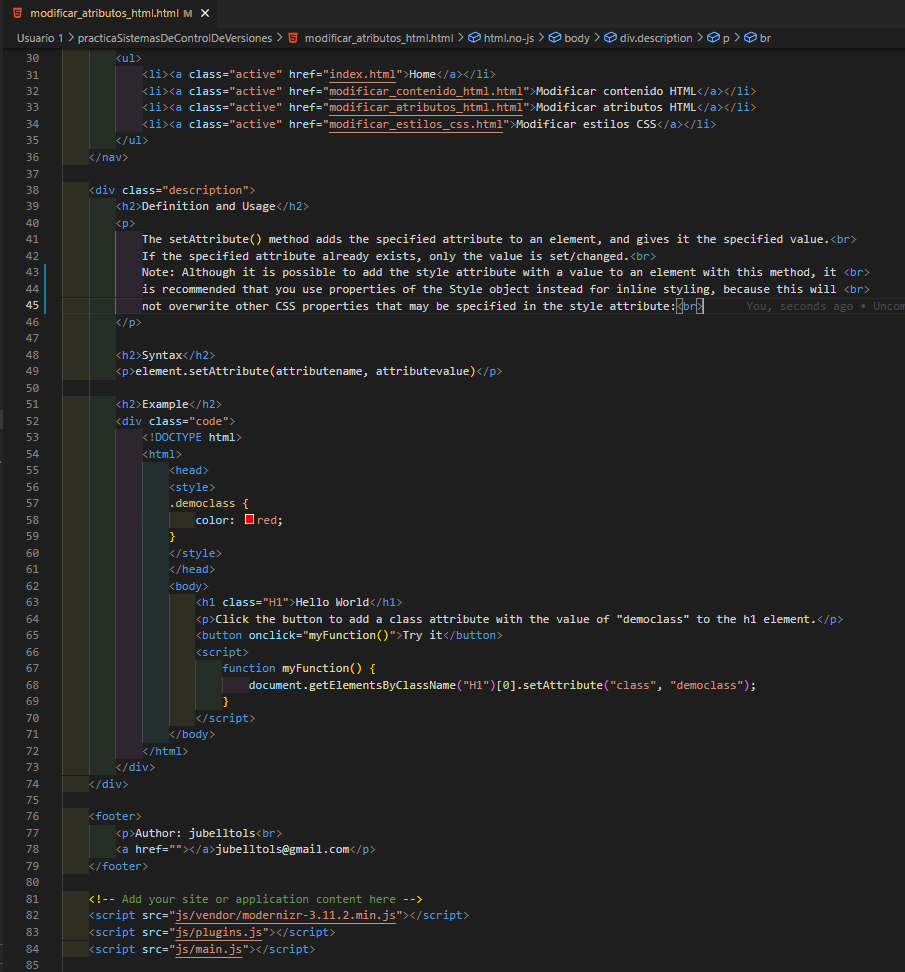 modificar_atributos_html.html M ×
Usuario 1 > practicaSistemasDeControlDeVersiones > modificar_atributos_html.html > html.no-js > body > div.description > p > br
30 <ul>
31 <li><a class="active" href="index.html">Home</a></li>
32 <li><a class="active" href="modificar_contenido_html.html">Modificar contenido HTML</a></li>
33 <li><a class="active" href="modificar_atributos_html.html">Modificar atributos HTML</a></li>
34 <li><a class="active" href="modificar_estilos_css.html">Modificar estilos CSS</a></li>
35 </ul>
36 </nav>
37
38 <div class="description">
39 <h2>Definition and Usage</h2>
40 <p>
41 The setAttribute() method adds the specified attribute to an element, and gives it the specified value.<br>
42 If the specified attribute already exists, only the value is set/changed.<br>
43 Note: Although it is possible to add the style attribute with a value to an element with this method, it <br>
44 is recommended that you use properties of the Style object instead for inline styling, because this will <br>
45 not overwrite other CSS properties that may be specified in the style attribute:<br> You, seconds ago • Uncom
46 </p>
47
48 <h2>Syntax</h2>
49 <p>element.setAttribute(attributename, attributevalue)</p>
50
51 <h2>Example</h2>
52 <div class="code">
53 <!DOCTYPE html>
54 <html>
55 <head>
56 <style>
57 .democlass {
58 color: red;
59 }
60 </style>
61 </head>
62 <body>
63 <h1 class="H1">Hello World</h1>
64 <p>Click the button to add a class attribute with the value of "democlass" to the h1 element.</p>
65 <button onclick="myFunction()">Try it</button>
66 <script>
67 function myFunction() {
68 document.getElementsByClassName("H1")[0].setAttribute("class", "democlass");
69 }
70 </script>
71 </body>
72 </html>
73 </div>
74 </div>
75
76 <footer>
77 <p>Author: jubelltols<br>
78 <a href=""></a>jubelltols@gmail.com</p>
79 </footer>
80
81 <!-- Add your site or application content here -->
82 <script src="js/vendor/modernizr-3.11.2.min.js"></script>
83 <script src="js/plugins.js"></script>
84 <script src="js/main.js"></script>
85